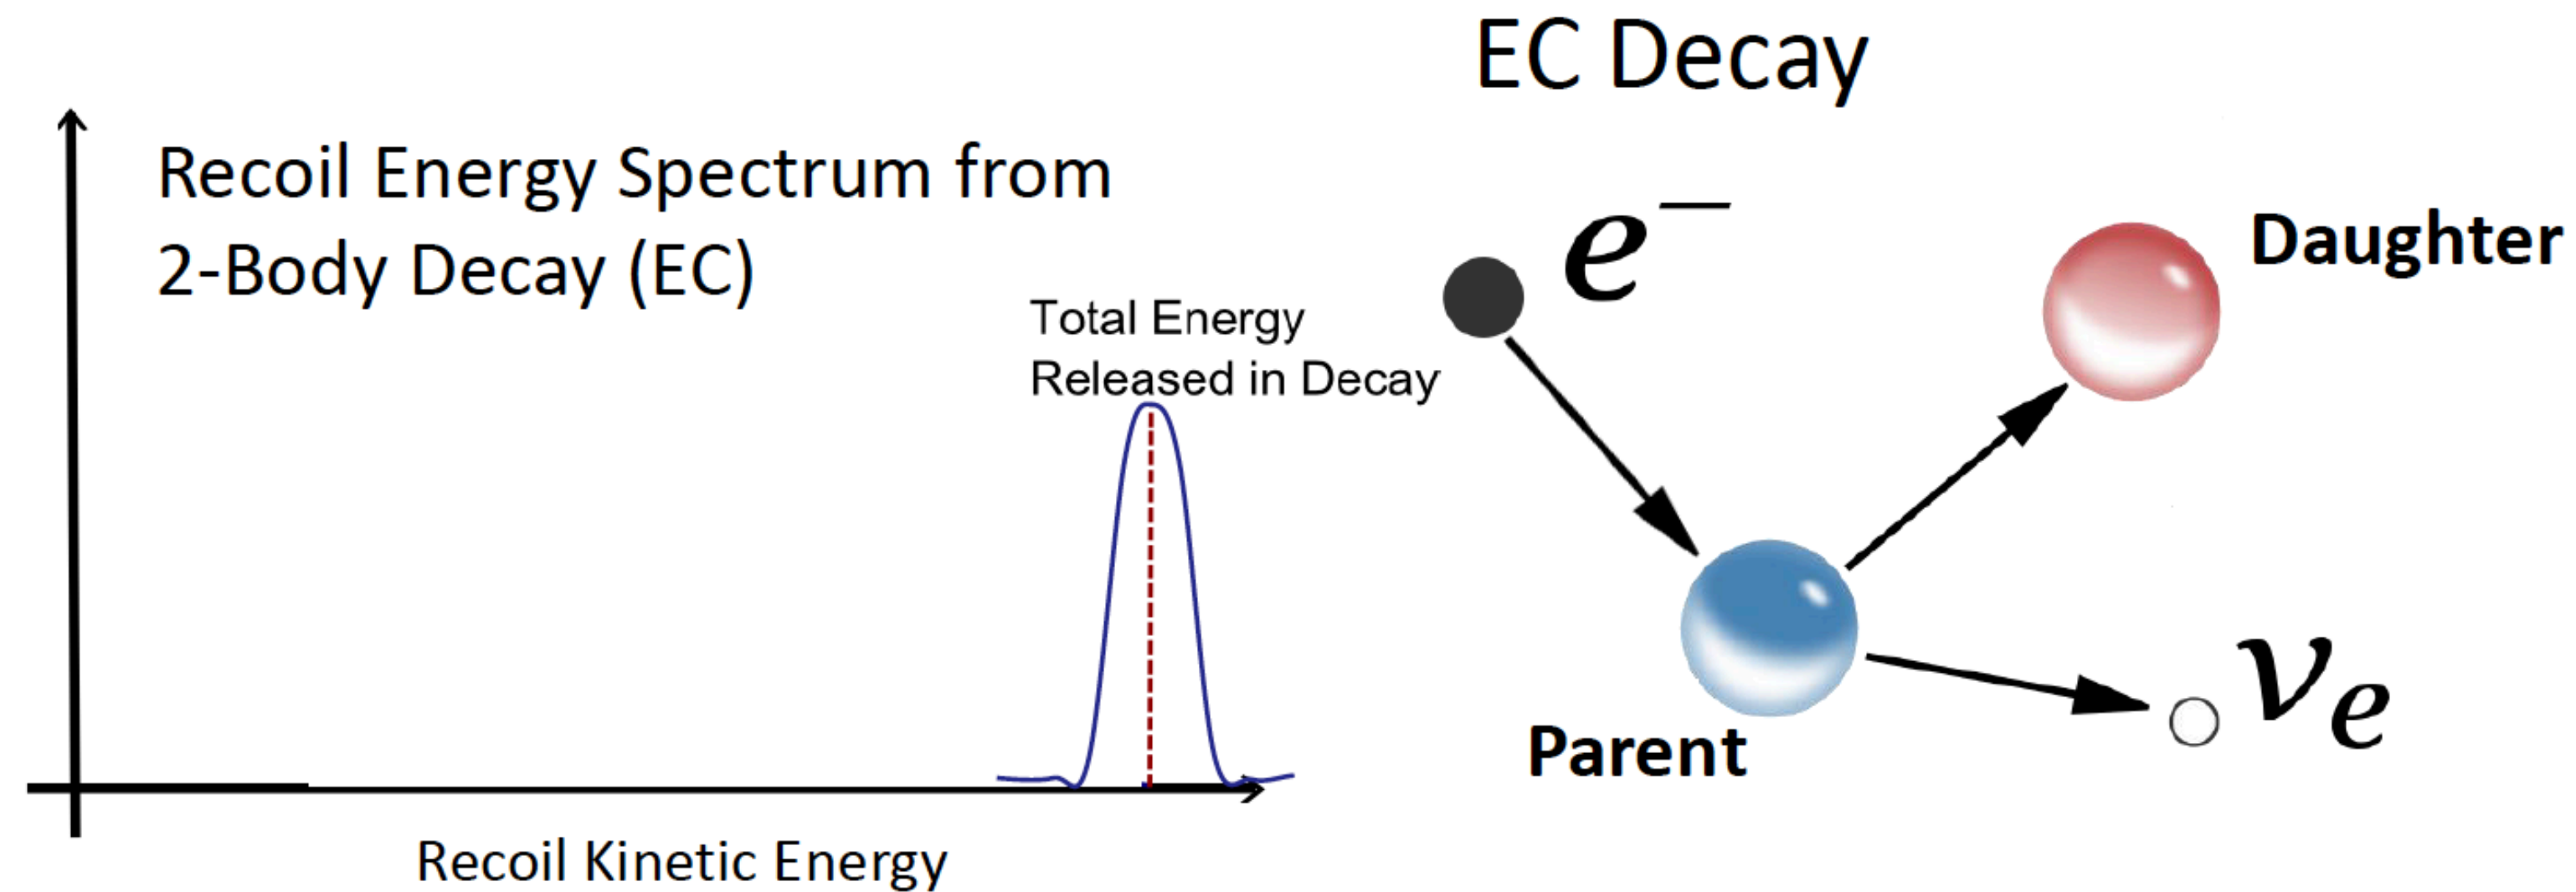 Recoil Energy Spectrum from
2-Body Decay (EC)
Total Energy
Released in Decay
Recoil Kinetic Energy
EC Decay
e⁻
Daughter
Parent
νₑ